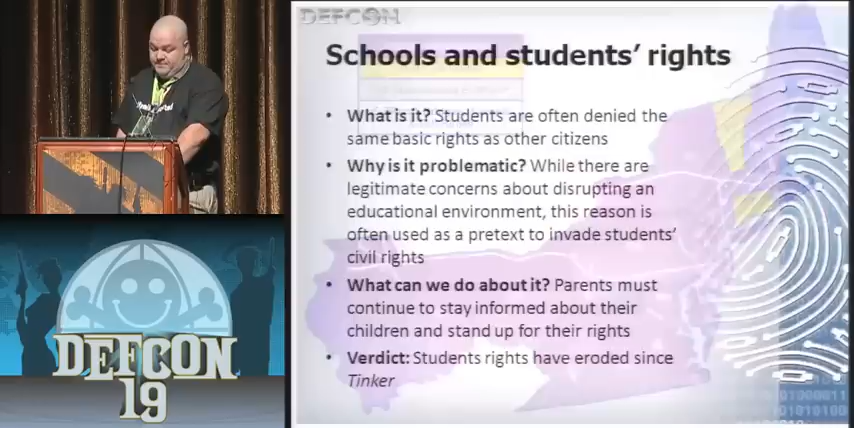 DEFCON
Schools and students' rights
• What is it? Students are often denied the
same basic rights as other citizens
• Why is it problematic? While there are
legitimate concerns about disrupting an
educational environment, this reason is
often used as a pretext to invade students'
civil rights
• What can we do about it? Parents must
continue to stay informed about their
children and stand up for their rights
• Verdict: Students rights have eroded since
Tinker
DEFCON
19
01000011
01010100